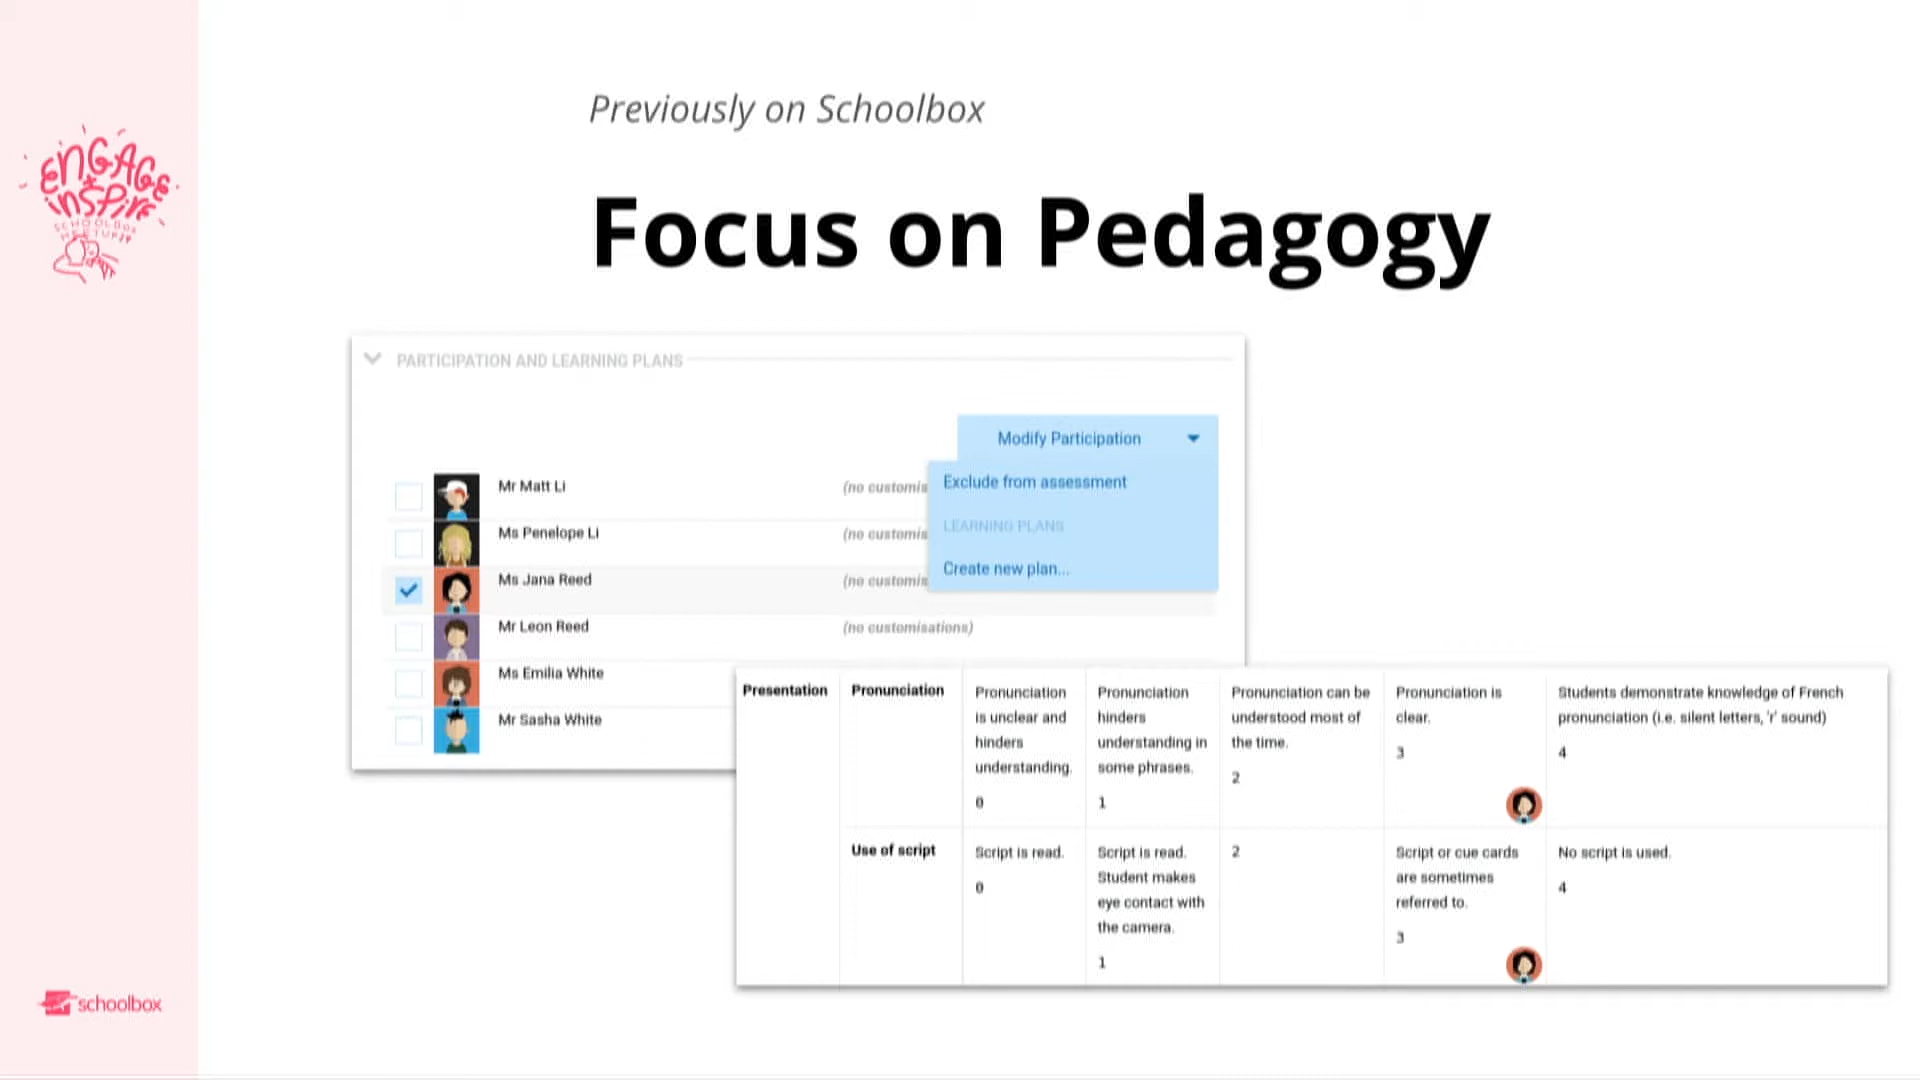 Previously on Schoolbox
Focus on Pedagogy
ENGAGE
+
INSPIRE
SCHOOLBOX
MEETUP19
PARTICIPATION AND LEARNING PLANS
Modify Participation
Exclude from assessment
LEARNING PLANS
Create new plan...
Mr Matt Li
(no customis
Ms Penelope Li
(no customis
Ms Jana Reed
(no customis
Mr Leon Reed
(no customisations)
Ms Emilia White
Mr Sasha White
Presentation
Pronunciation
Pronunciation
is unclear and
hinders
understanding.
0
Pronunciation
hinders
understanding in
some phrases.
1
Pronunciation can be
understood most of
the time.
2
Pronunciation is
clear.
3
Students demonstrate knowledge of French
pronunciation (i.e. silent letters, 'r' sound)
4
Use of script
Script is read.
0
Script is read.
Student makes
eye contact with
the camera.
1
2
Script or cue cards
are sometimes
referred to.
3
No script is used.
4
schoolbox